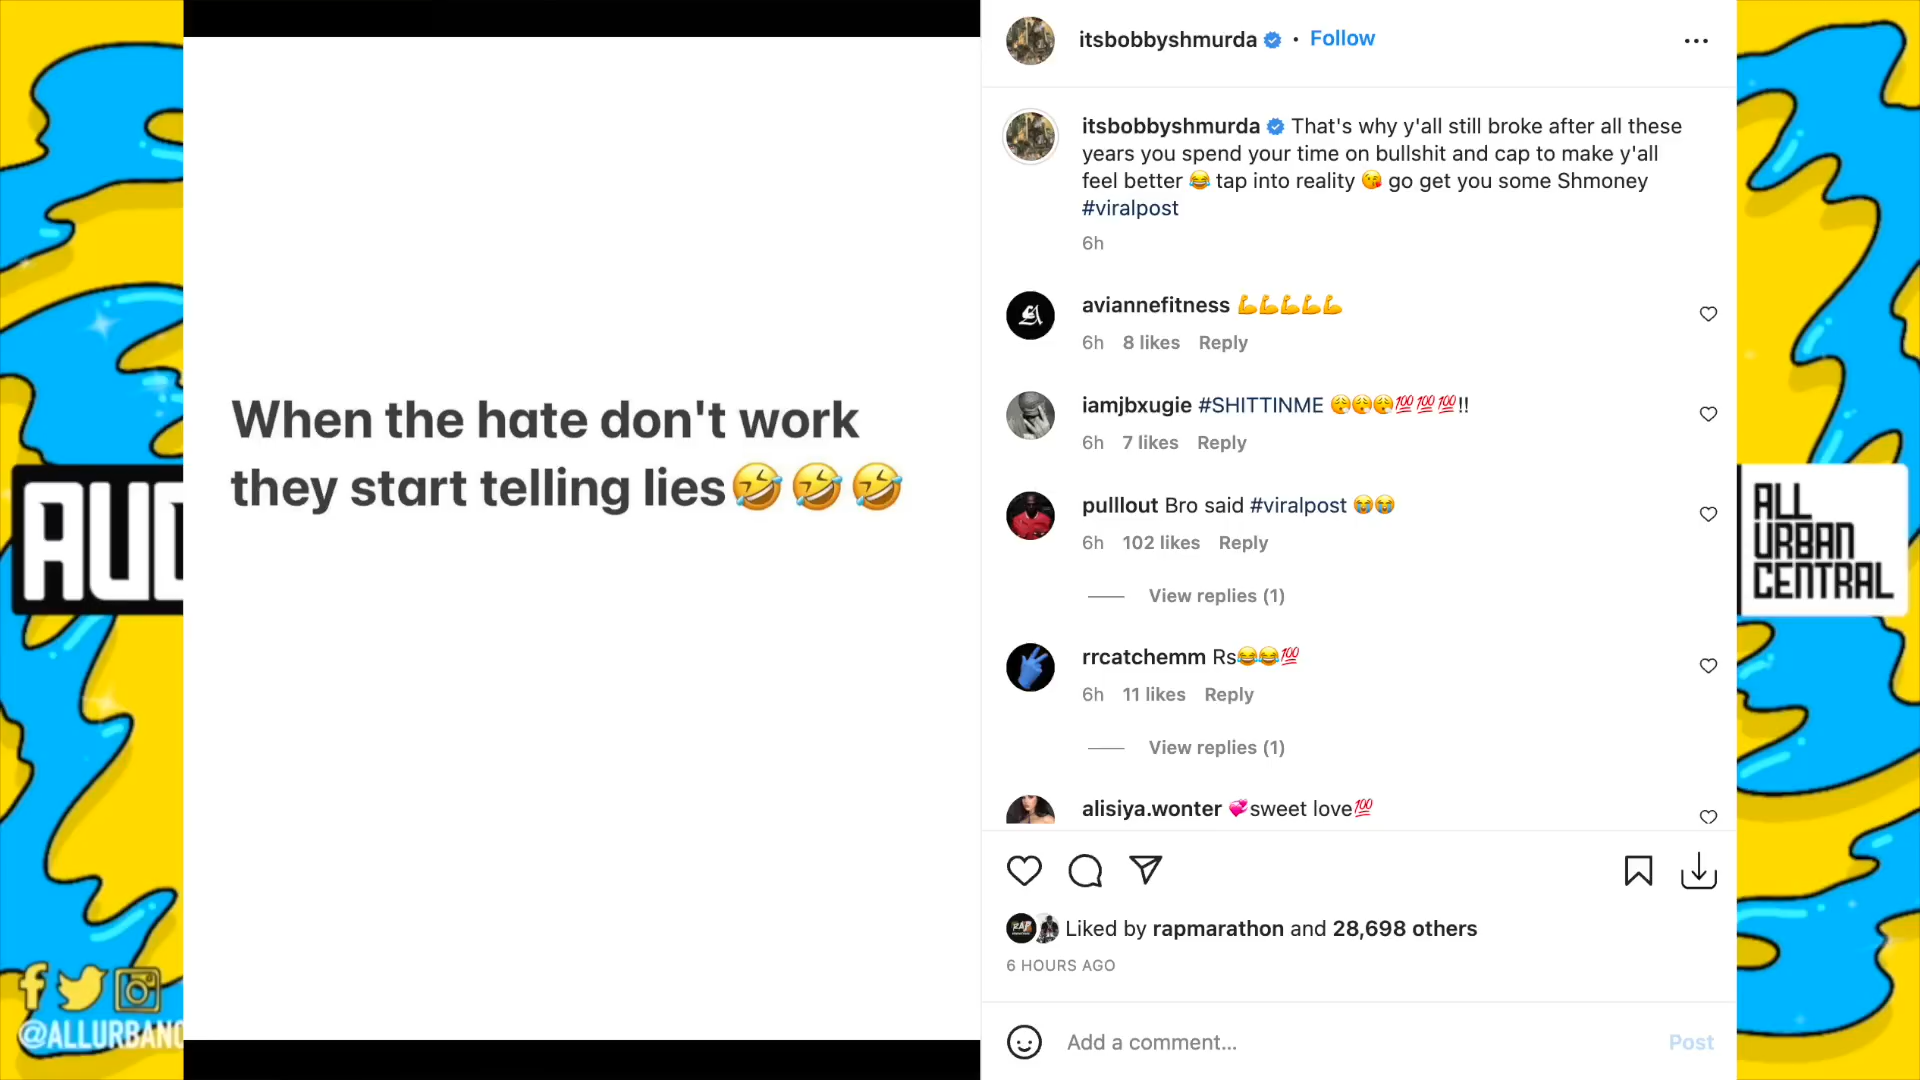 itsbobbyshmurda • Follow
When the hate don't work
they start telling lies🤣🤣🤣
itsbobbyshmurda That's why y'all still broke after all these
years you spend your time on bullshit and cap to make y'all
feel better 😂 tap into reality 😘 go get you some Shmoney
#viralpost
6h
aviannefitness 💪💪💪💪💪
6h 8 likes Reply
iamjbxugie #SHITTINME 😮‍💨😮‍💨😮‍💨💯💯💯!!
6h 7 likes Reply
pulllout Bro said #viralpost 😭😭
6h 102 likes Reply
View replies (1)
rrcatchemm Rs😂😂💯
6h 11 likes Reply
View replies (1)
alisiya.wonter 💞sweet love💯
Liked by rapmarathon and 28,698 others
6 HOURS AGO
Add a comment...
Post
AU
@ALLURBAN
ALL
URBAN
CENTRAL